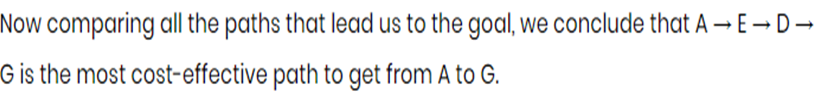 Now comparing all the paths that lead us to the goal, we conclude that A → E → D →
G is the most cost-effective path to get from A to G.